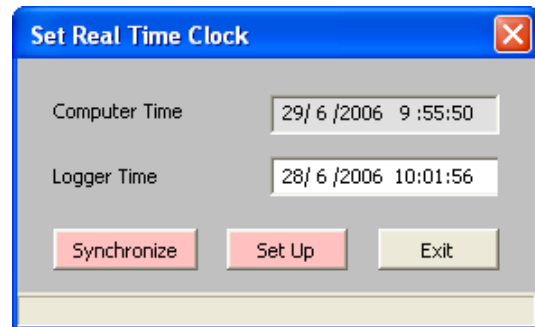 Set Real Time Clock
Computer Time 29/ 6 /2006 9 :55:50
Logger Time 28/ 6 /2006 10:01:56
Synchronize Set Up Exit